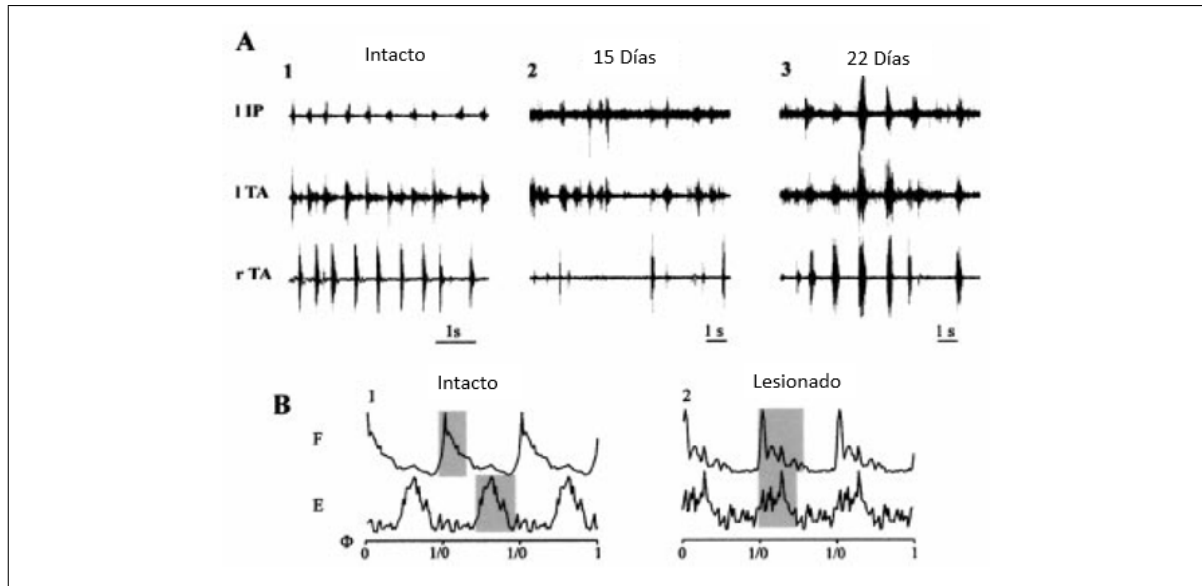 A
Intacto
15 Días
22 Días
1
2
3
l IP
l TA
r TA
1s
1 s
1 s
B
1
Intacto
2
Lesionado
F
E
Φ
0
1/0
1/0
1
0
1/0
1/0
1